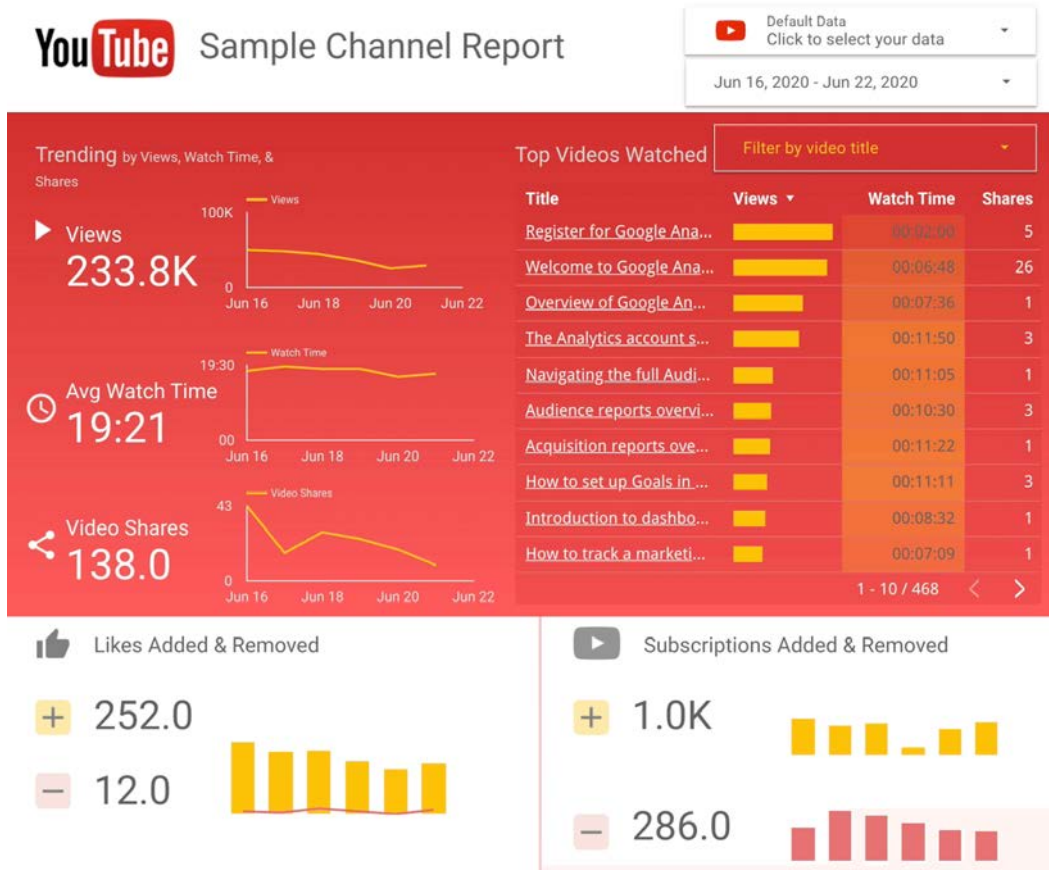 YouTube Sample Channel Report
Default Data
Click to select your data
Jun 16, 2020 - Jun 22, 2020
Trending by Views, Watch Time, &
Shares
Views
233.8K
Views
100K
0
Jun 16 Jun 18 Jun 20 Jun 22
Avg Watch Time
19:21
Watch Time
19:30
00
Jun 16 Jun 18 Jun 20 Jun 22
Video Shares
138.0
Video Shares
43
0
Jun 16 Jun 18 Jun 20 Jun 22
Top Videos Watched
Filter by video title
Title Views Watch Time Shares
Register for Google Ana... 00:02:00 5
Welcome to Google Ana... 00:06:48 26
Overview of Google An... 00:07:36 1
The Analytics account s... 00:11:50 3
Navigating the full Audi... 00:11:05 1
Audience reports overvi... 00:10:30 3
Acquisition reports ove... 00:11:22 1
How to set up Goals in ... 00:11:11 3
Introduction to dashbo... 00:08:32 1
How to track a marketi... 00:07:09 1
1 - 10 / 468
Likes Added & Removed
252.0
12.0
Subscriptions Added & Removed
1.0K
286.0